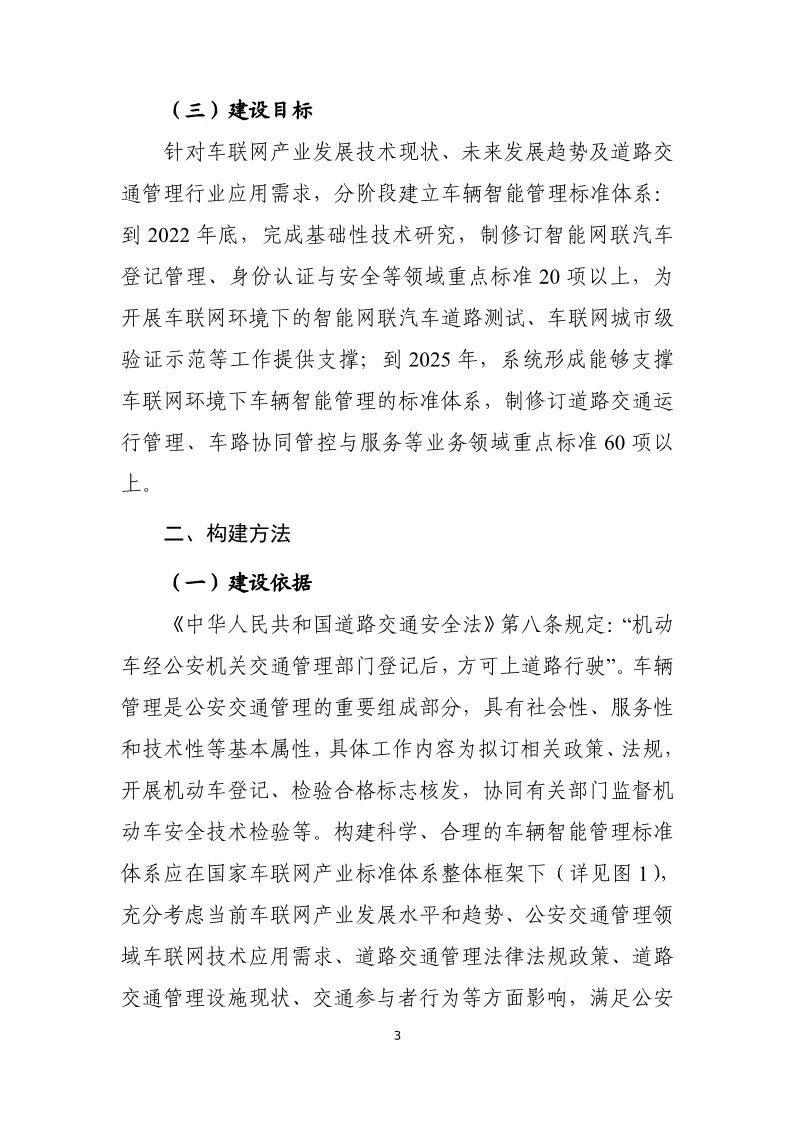 （三）建设目标
针对车联网产业发展技术现状、未来发展趋势及道路交
通管理行业应用需求，分阶段建立车辆智能管理标准体系：
到 2022 年底，完成基础性技术研究，制修订智能网联汽车
登记管理、身份认证与安全等领域重点标准 20 项以上，为
开展车联网环境下的智能网联汽车道路测试、车联网城市级
验证示范等工作提供支撑；到 2025 年，系统形成能够支撑
车联网环境下车辆智能管理的标准体系，制修订道路交通运
行管理、车路协同管控与服务等业务领域重点标准 60 项以
上。
二、构建方法
（一）建设依据
《中华人民共和国道路交通安全法》第八条规定：“机动
车经公安机关交通管理部门登记后，方可上道路行驶”。车辆
管理是公安交通管理的重要组成部分，具有社会性、服务性
和技术性等基本属性，具体工作内容为拟订相关政策、法规，
开展机动车登记、检验合格标志核发，协同有关部门监督机
动车安全技术检验等。构建科学、合理的车辆智能管理标准
体系应在国家车联网产业标准体系整体框架下（详见图 1），
充分考虑当前车联网产业发展水平和趋势、公安交通管理领
域车联网技术应用需求、道路交通管理法律法规政策、道路
交通管理设施现状、交通参与者行为等方面影响，满足公安
3